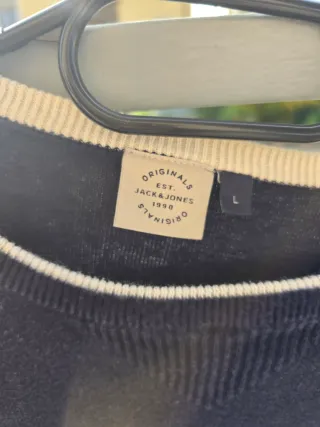 ORIGINALS
EST.
JACK&JONES
1990
ORIGINALS
L